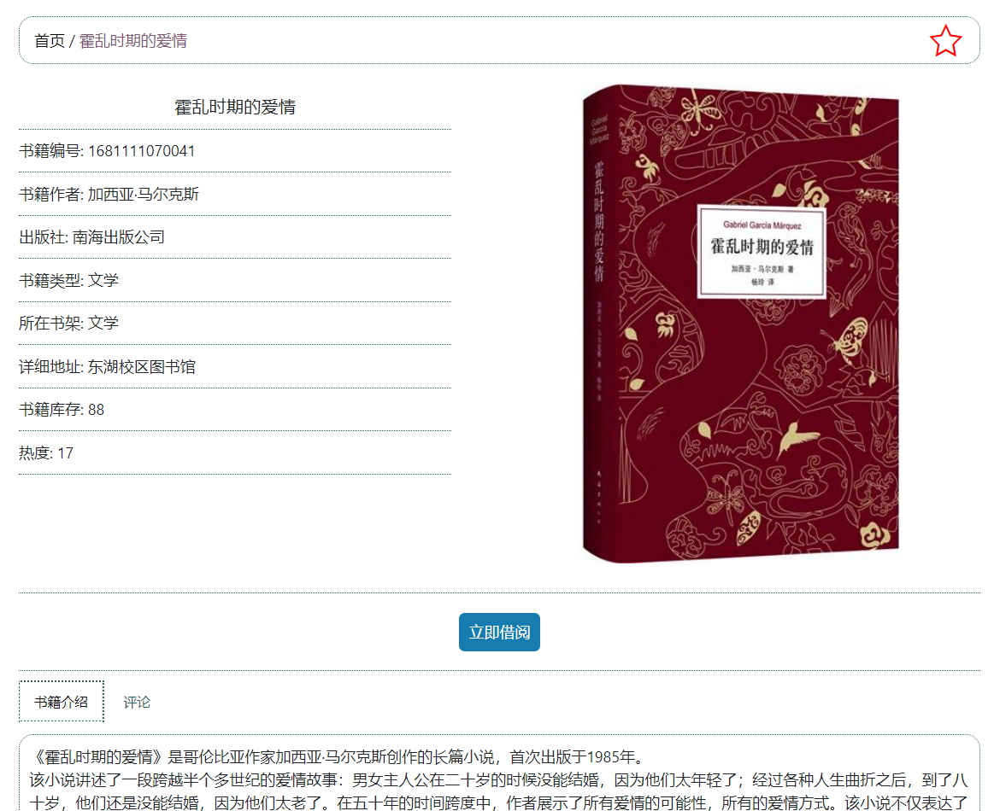 首页 / 霍乱时期的爱情
霍乱时期的爱情
书籍编号: 1681111070041
书籍作者: 加西亚·马尔克斯
出版社: 南海出版公司
书籍类型: 文学
所在书架: 文学
详细地址: 东湖校区图书馆
书籍库存: 88
热度: 17
Gabriel
García
Márquez
霍乱时期的爱情
加西亚·马尔克斯 著 杨玲 译
南海出版公司
Gabriel García Márquez
霍乱时期的爱情
加西亚·马尔克斯 著
杨玲 译
立即借阅
书籍介绍 评论
《霍乱时期的爱情》是哥伦比亚作家加西亚·马尔克斯创作的长篇小说，首次出版于1985年。
该小说讲述了一段跨越半个多世纪的爱情故事：男女主人公在二十岁的时候没能结婚，因为他们太年轻了；经过各种人生曲折之后，到了八
十岁，他们还是没能结婚，因为他们太老了。在五十年的时间跨度中，作者展示了所有爱情的可能性，所有的爱情方式。该小说不仅表达了